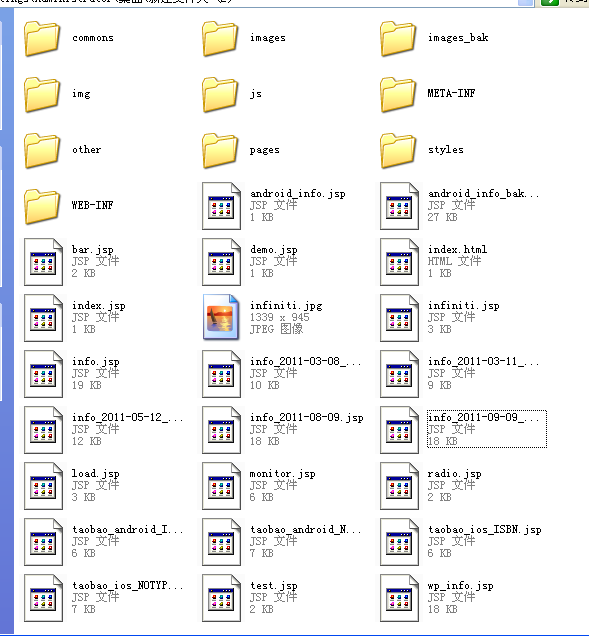 commons
images
images_bak
img
js
META-INF
other
pages
styles
WEB-INF
android_info.jsp
JSP 文件
1 KB
android_info_bak...
JSP 文件
27 KB
bar.jsp
JSP 文件
2 KB
demo.jsp
JSP 文件
1 KB
index.html
HTML 文件
1 KB
index.jsp
JSP 文件
1 KB
infiniti.jpg
1339 x 945
JPEG 图像
infiniti.jsp
JSP 文件
3 KB
info.jsp
JSP 文件
19 KB
info_2011-03-08_...
JSP 文件
10 KB
info_2011-03-11_...
JSP 文件
9 KB
info_2011-05-12_...
JSP 文件
12 KB
info_2011-08-09.jsp
JSP 文件
18 KB
info_2011-09-09_...
JSP 文件
18 KB
load.jsp
JSP 文件
3 KB
monitor.jsp
JSP 文件
6 KB
radio.jsp
JSP 文件
2 KB
taobao_android_I...
JSP 文件
6 KB
taobao_android_N...
JSP 文件
7 KB
taobao_ios_ISBN.jsp
JSP 文件
6 KB
taobao_ios_NOTYP...
JSP 文件
7 KB
test.jsp
JSP 文件
2 KB
wp_info.jsp
JSP 文件
18 KB